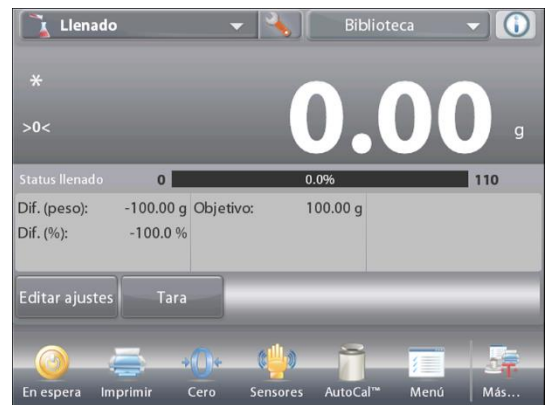 Llenado Biblioteca
*
0.00 g
>0<
Status llenado 0 0.0% 110
Dif. (peso): -100.00 g Objetivo: 100.00 g
Dif. (%): -100.0 %
Editar ajustes Tara
En espera Imprimir Cero Sensores AutoCal™ Menú Más...